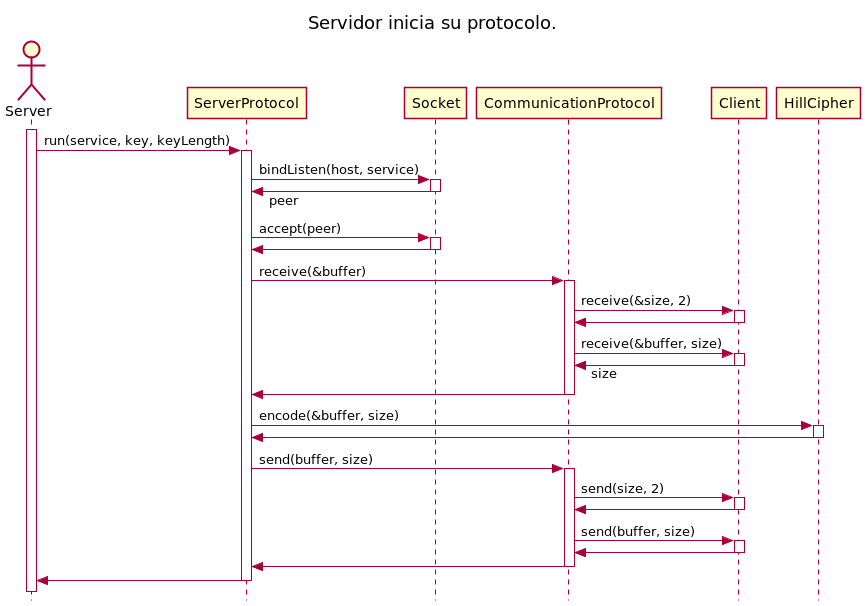 Servidor inicia su protocolo.
Server
ServerProtocol
Socket
CommunicationProtocol
Client
HillCipher
run(service, key, keyLength)
bindListen(host, service)
peer
accept(peer)
receive(&buffer)
receive(&size, 2)
receive(&buffer, size)
size
encode(&buffer, size)
send(buffer, size)
send(size, 2)
send(buffer, size)